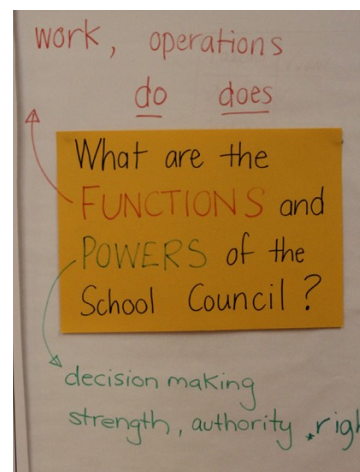 work, operations
do does
What are the
FUNCTIONS and
POWERS of the
School Council?
decision making
strength, authority,